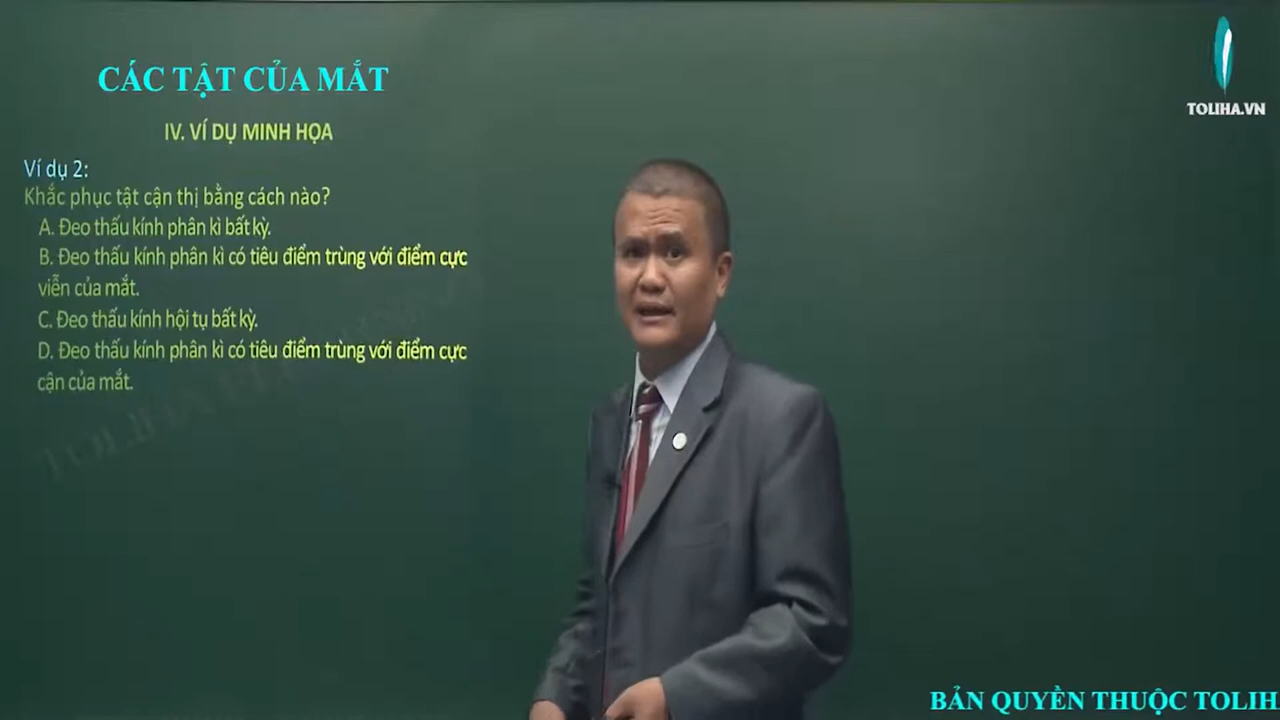 CÁC TẬT CỦA MẮT
TOLIHA.VN
IV. VÍ DỤ MINH HỌA
Ví dụ 2:
Khắc phục tật cận thị bằng cách nào?
A. Đeo thấu kính phân kì bất kỳ.
B. Đeo thấu kính phân kì có tiêu điểm trùng với điểm cực
viễn của mắt.
C. Đeo thấu kính hội tụ bất kỳ.
D. Đeo thấu kính phân kì có tiêu điểm trùng với điểm cực
cận của mắt.
BẢN QUYỀN THUỘC TOLIH